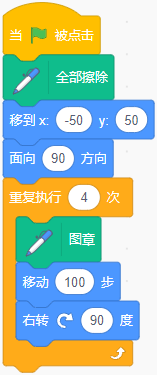 当 被点击
全部擦除
移到 x: -50 y: 50
面向 90 方向
重复执行 4 次
图章
移动 100 步
右转 90 度